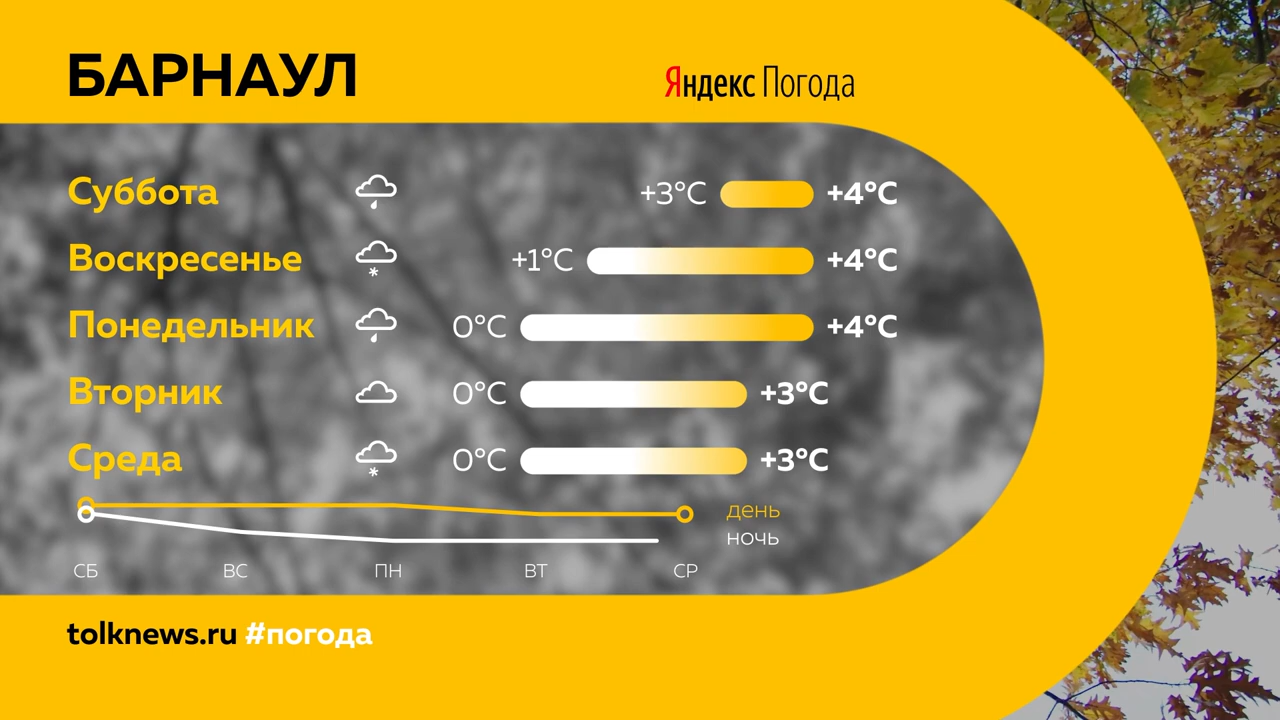 БАРНАУЛ
Яндекс Погода
Суббота +3°C +4°C
Воскресенье +1°C +4°C
Понедельник 0°C +4°C
Вторник 0°C +3°C
Среда 0°C +3°C
день
ночь
СБ ВС ПН ВТ СР
tolknews.ru #погода